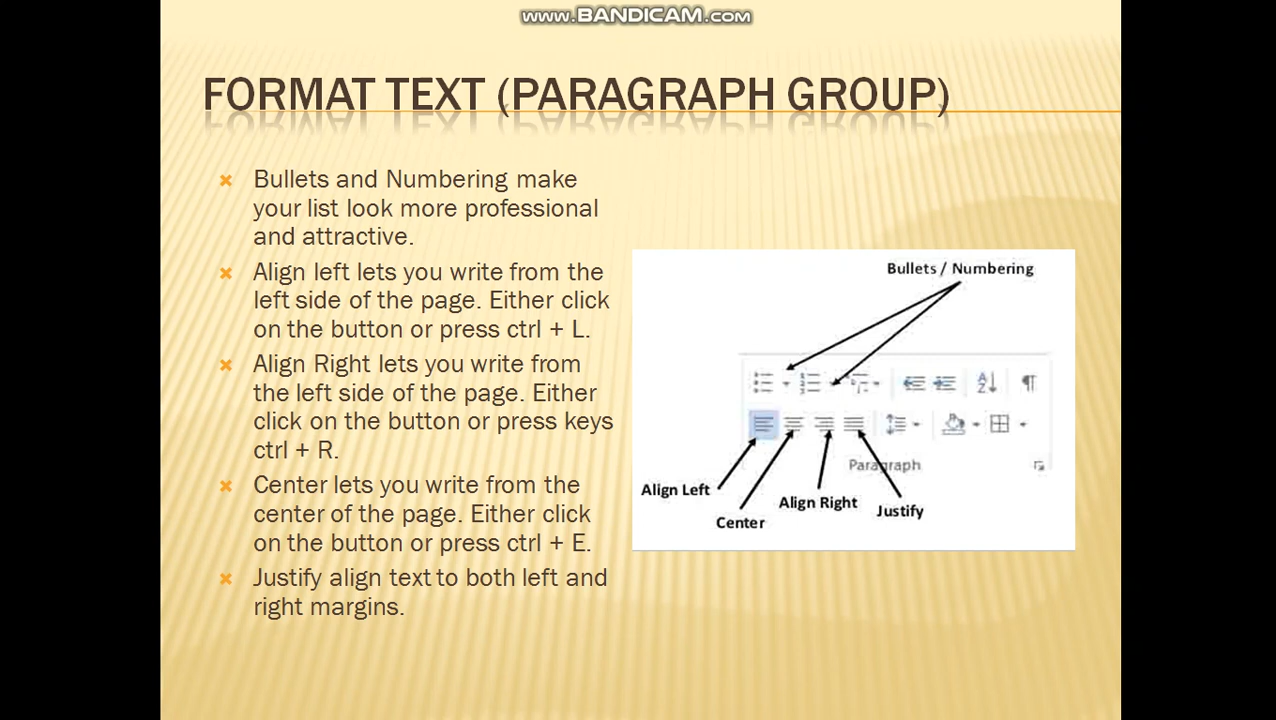 www.BANDICAM.com
FORMAT TEXT (PARAGRAPH GROUP)
Bullets and Numbering make
your list look more professional
and attractive.
Align left lets you write from the
left side of the page. Either click
on the button or press ctrl + L.
Align Right lets you write from
the left side of the page. Either
click on the button or press keys
ctrl + R.
Center lets you write from the
center of the page. Either click
on the button or press ctrl + E.
Justify align text to both left and
right margins.
Bullets / Numbering
Paragraph
Align Left
Center
Align Right
Justify